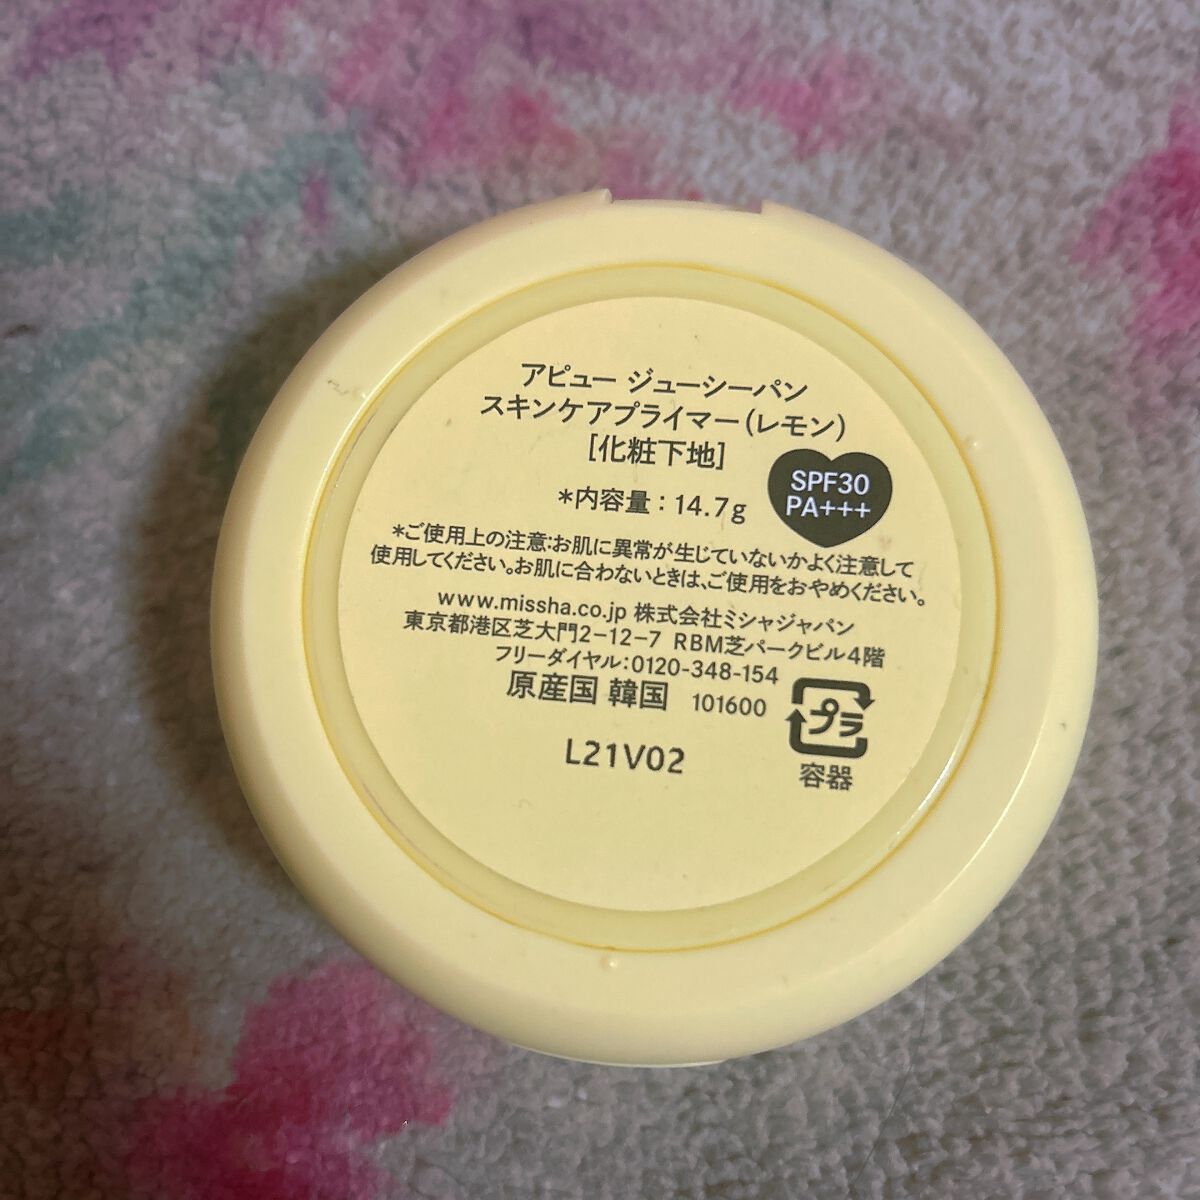 アピュー ジューシーパン
スキンケアプライマー(レモン)
[化粧下地]
SPF30
PA+++
*内容量：14.7g
*ご使用上の注意:お肌に異常が生じていないかよく注意して
使用してください。お肌に合わないときは、ご使用をおやめください。
www.missha.co.jp 株式会社ミシャジャパン
東京都港区芝大門2-12-7 RBM芝パークビル4階
フリーダイヤル:0120-348-154
原産国 韓国 101600
プラ
容器
L21V02